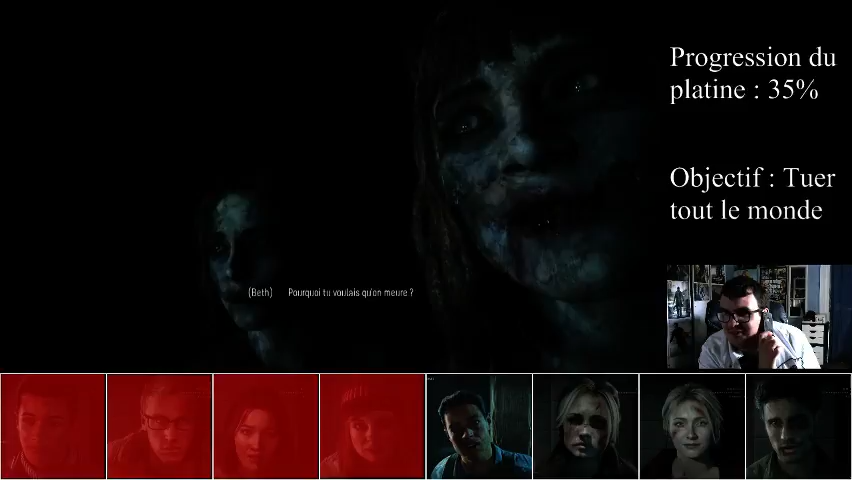 Progression du
platine : 35%
Objectif : Tuer
tout le monde
(Beth) Pourquoi tu voulais qu'on meure ?